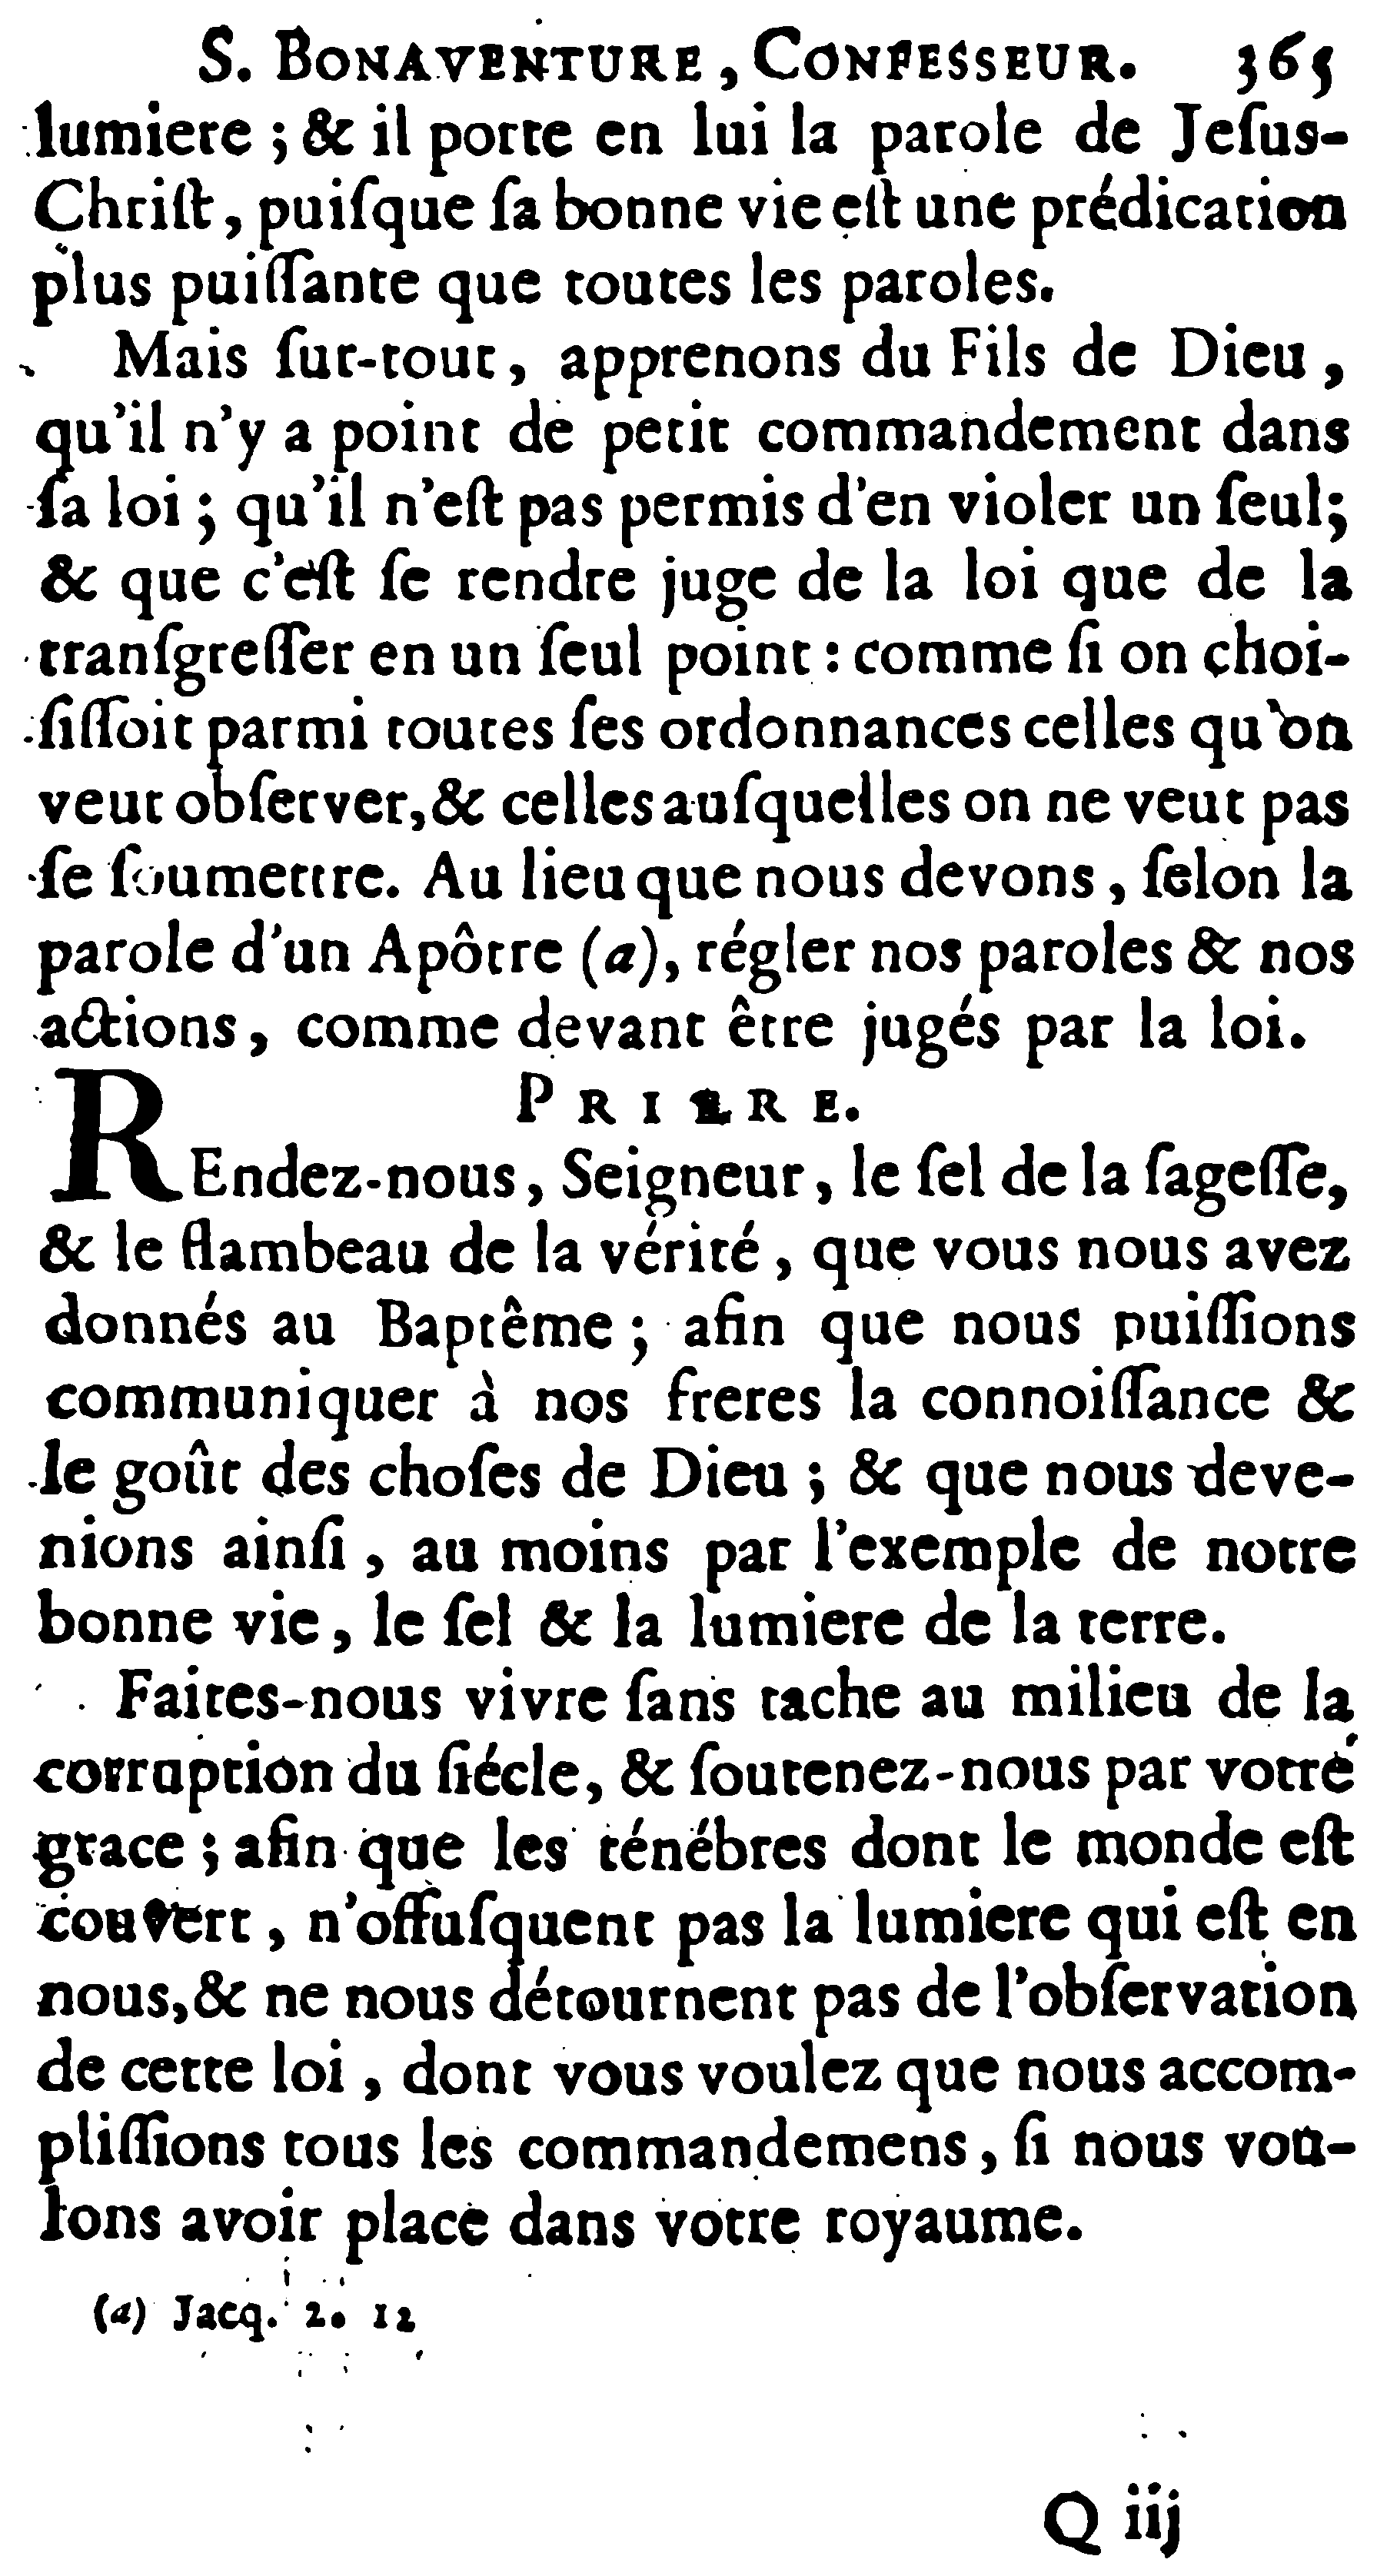 S. BONAVENTURE, CONFESSEUR. 365
lumiere ; & il porte en lui la parole de Jeſus-
Chriſt, puiſque ſa bonne vie eſt une prédication
plus puiſſante que toutes les paroles.
Mais ſur-tout, apprenons du Fils de Dieu,
qu'il n'y a point de petit commandement dans
ſa loi ; qu'il n'eſt pas permis d'en violer un ſeul;
& que c'eſt ſe rendre juge de la loi que de la
tranſgreſſer en un ſeul point : comme ſi on choi-
ſiſſoit parmi toutes ſes ordonnances celles qu'on
veut obſerver, & celles auſquelles on ne veut pas
ſe ſoumettre. Au lieu que nous devons, ſelon la
parole d'un Apôtre (a), régler nos paroles & nos
actions, comme devant être jugés par la loi.
PRIERE.
REndez-nous, Seigneur, le ſel de la ſageſſe,
& le flambeau de la vérité, que vous nous avez
donnés au Baptême ; afin que nous puiſſions
communiquer à nos freres la connoiſſance &
le goût des choſes de Dieu ; & que nous deve-
nions ainſi, au moins par l'exemple de notre
bonne vie, le ſel & la lumiere de la terre.
Faites-nous vivre ſans tache au milieu de la
corruption du ſiécle, & ſoutenez-nous par votre
grace ; afin que les ténébres dont le monde eſt
couvert, n'offuſquent pas la lumiere qui eſt en
nous, & ne nous détournent pas de l'obſervation
de cette loi, dont vous voulez que nous accom-
pliſſions tous les commandemens, ſi nous vou-
lons avoir place dans votre royaume.
(a) Jacq. 2. 12
Q iij